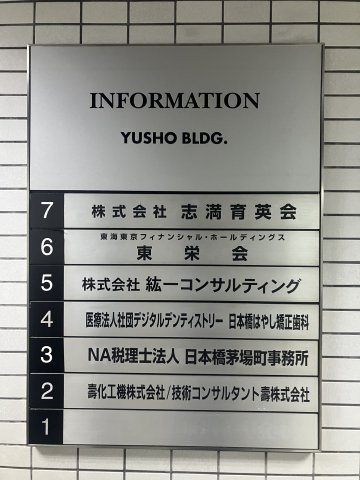 INFORMATION
YUSHO BLDG.
7 株式会社 志満育英会
東海東京フィナンシャル・ホールディングス
6 東栄会
5 株式会社 紘一コンサルティング
4 医療法人社団デジタルデンティストリー 日本橋はやし矯正歯科
3 NA税理士法人 日本橋茅場町事務所
2 壽化工機株式会社/技術コンサルタント壽株式会社
1